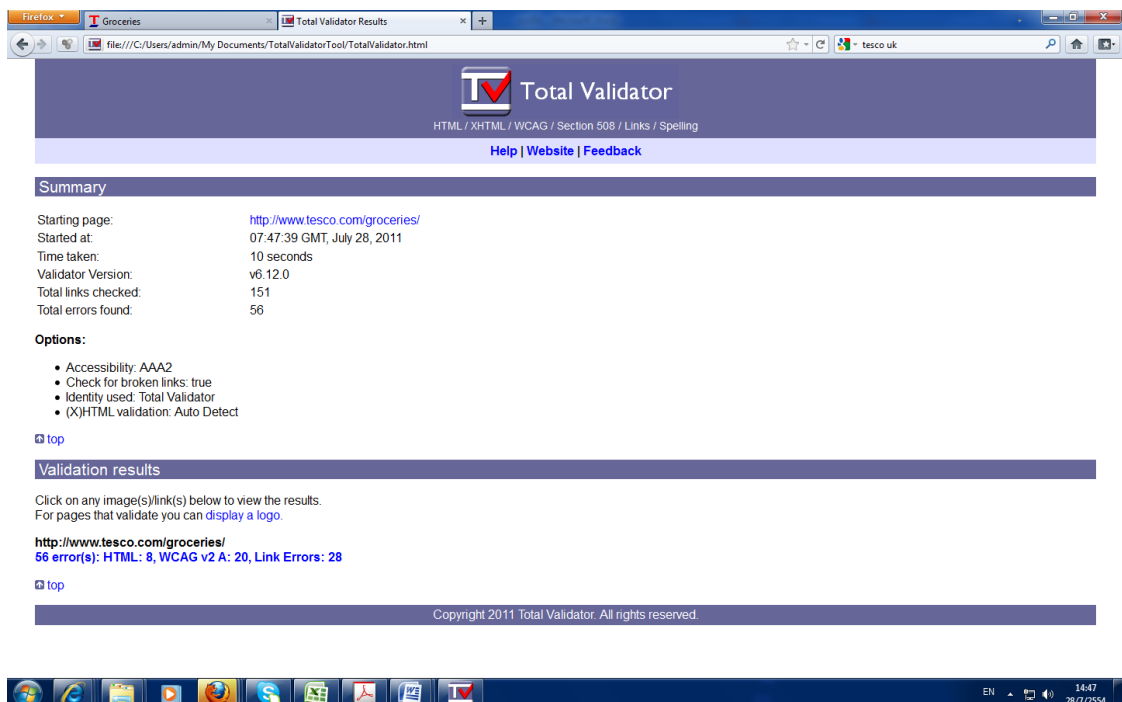 Firefox
Groceries
Total Validator Results
file:///C:/Users/admin/My Documents/TotalValidatorTool/TotalValidator.html
tesco uk
Total Validator
HTML / XHTML / WCAG / Section 508 / Links / Spelling
Help | Website | Feedback
Summary
Starting page: http://www.tesco.com/groceries/
Started at: 07:47:39 GMT, July 28, 2011
Time taken: 10 seconds
Validator Version: v6.12.0
Total links checked: 151
Total errors found: 56
Options:
• Accessibility: AAA2
• Check for broken links: true
• Identity used: Total Validator
• (X)HTML validation: Auto Detect
top
Validation results
Click on any image(s)/link(s) below to view the results.
For pages that validate you can display a logo.
http://www.tesco.com/groceries/
56 error(s): HTML: 8, WCAG v2 A: 20, Link Errors: 28
top
Copyright 2011 Total Validator. All rights reserved.
EN
14:47
28/7/2554